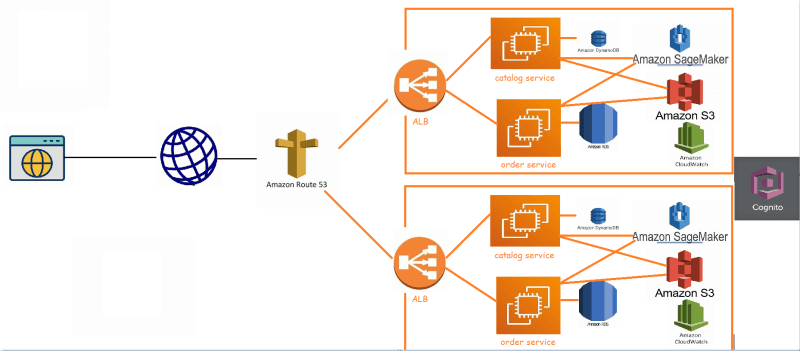 Amazon Route 53
ALB
catalog service
order service
Amazon DynamoDB
Amazon RDS
Amazon SageMaker
Amazon S3
Amazon
CloudWatch
Cognito
ALB
catalog service
order service
Amazon DynamoDB
Amazon RDS
Amazon SageMaker
Amazon S3
Amazon
CloudWatch